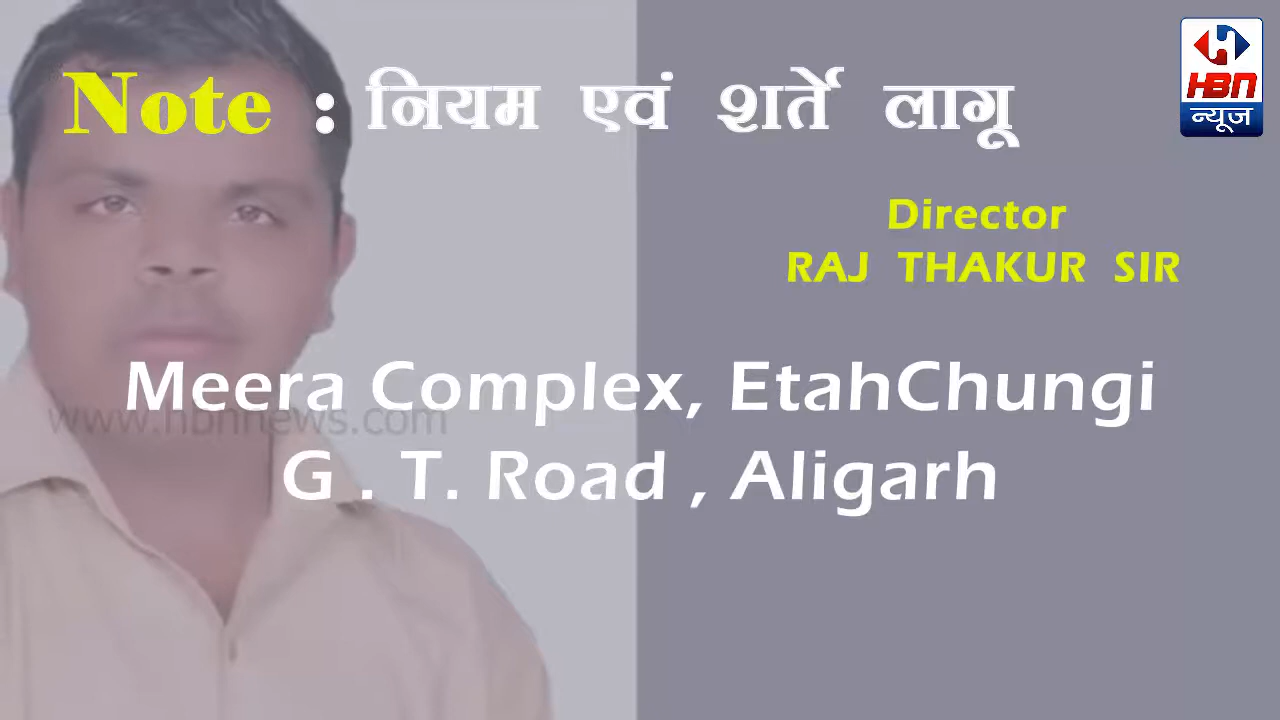 Note : नियम एवं शर्ते लागू
HBN
न्यूज
Director
RAJ THAKUR SIR
Meera Complex, EtahChungi
www.hbnnews.com
G . T. Road , Aligarh